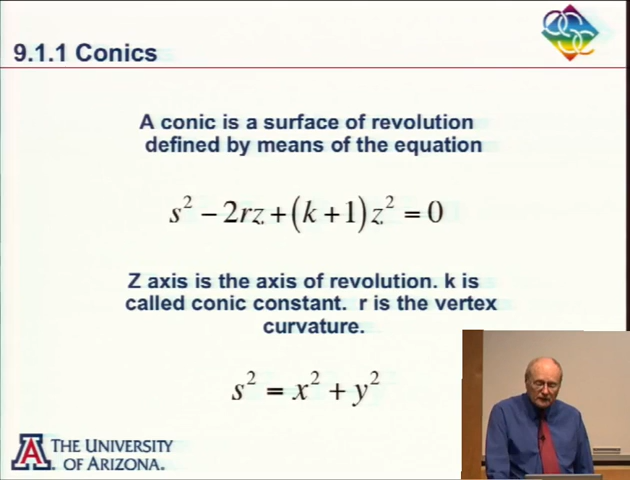 9.1.1 Conics
A conic is a surface of revolution
defined by means of the equation
s² − 2rz + (k + 1)z² = 0
Z axis is the axis of revolution. k is
called conic constant. r is the vertex
curvature.
s² = x² + y²
THE UNIVERSITY
OF ARIZONA.